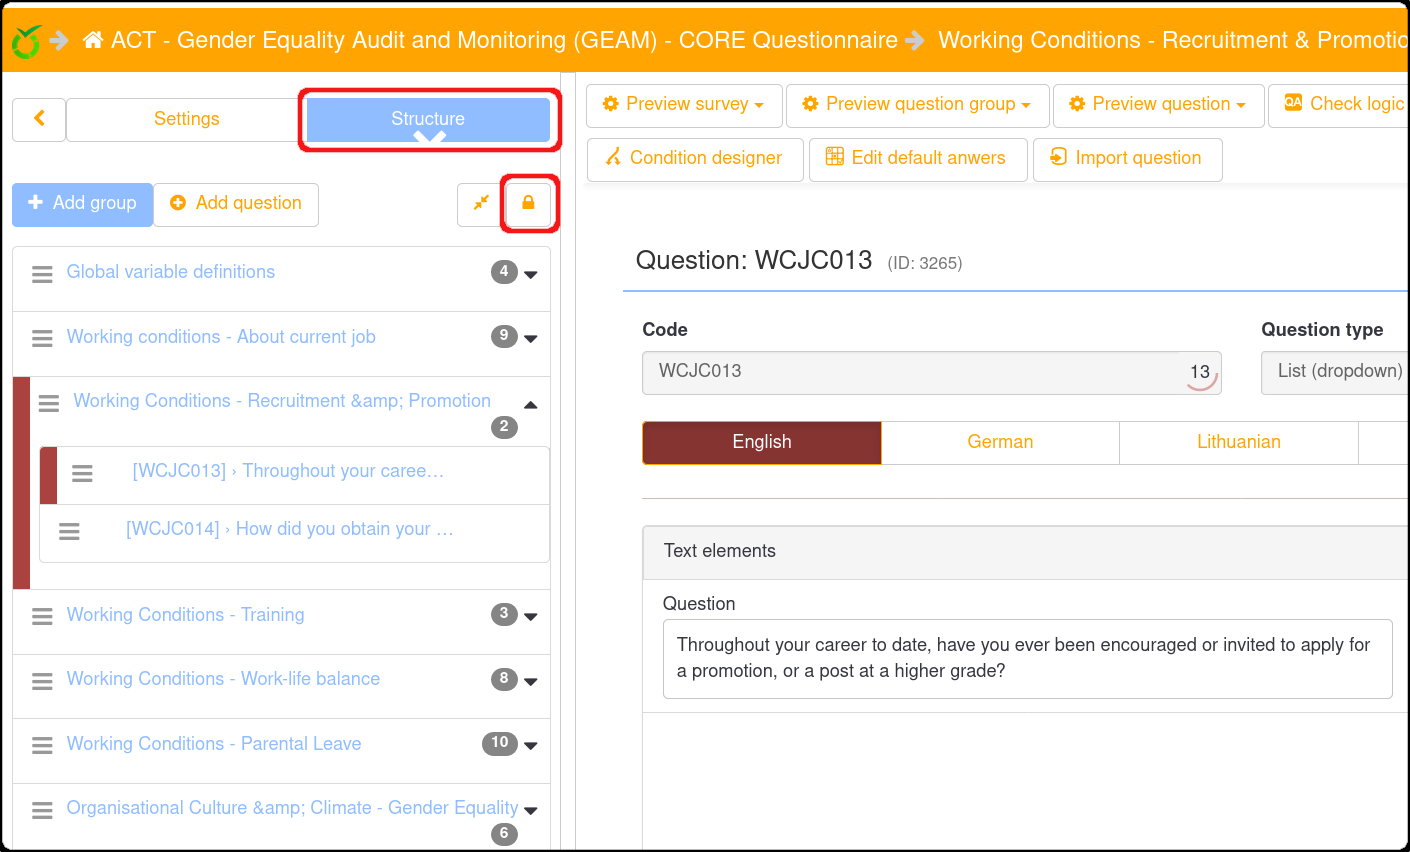 ACT - Gender Equality Audit and Monitoring (GEAM) - CORE Questionnaire Working Conditions - Recruitment & Promotic
Settings Structure
Preview survey Preview question group Preview question QA Check logic
Condition designer Edit default anwers Import question
Add group Add question
Global variable definitions 4
Working conditions - About current job 9
Working Conditions - Recruitment &amp; Promotion
2
[WCJC013] › Throughout your caree…
[WCJC014] › How did you obtain your …
Working Conditions - Training 3
Working Conditions - Work-life balance 8
Working Conditions - Parental Leave 10
Organisational Culture &amp; Climate - Gender Equality
6
Question: WCJC013 (ID: 3265)
Code Question type
WCJC013 13 List (dropdown)
English German Lithuanian
Text elements
Question
Throughout your career to date, have you ever been encouraged or invited to apply for
a promotion, or a post at a higher grade?